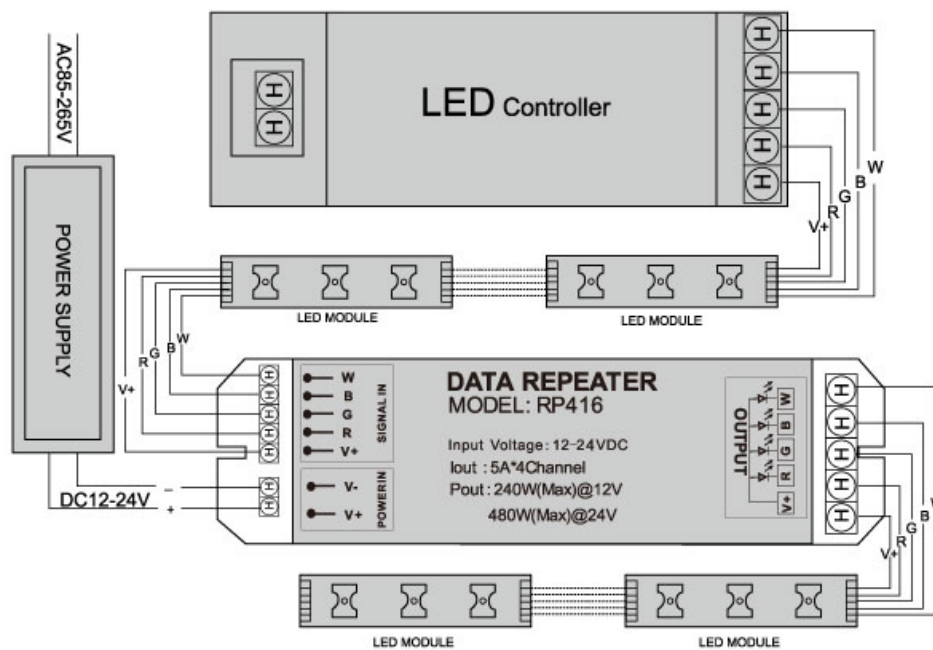 AC85-265V
POWER SUPPLY
DC12-24V
–
+
LED Controller
W
B
G
R
V+
LED MODULE
LED MODULE
V+
R
G
B
W
W
B
G
R
V+
SIGNAL IN
V-
V+
POWERIN
DATA REPEATER
MODEL: RP416
Input Voltage: 12–24VDC
Iout : 5A*4Channel
Pout : 240W(Max)@12V
480W(Max)@24V
OUTPUT
W
B
G
R
V+
V+
R
G
B
LED MODULE
LED MODULE